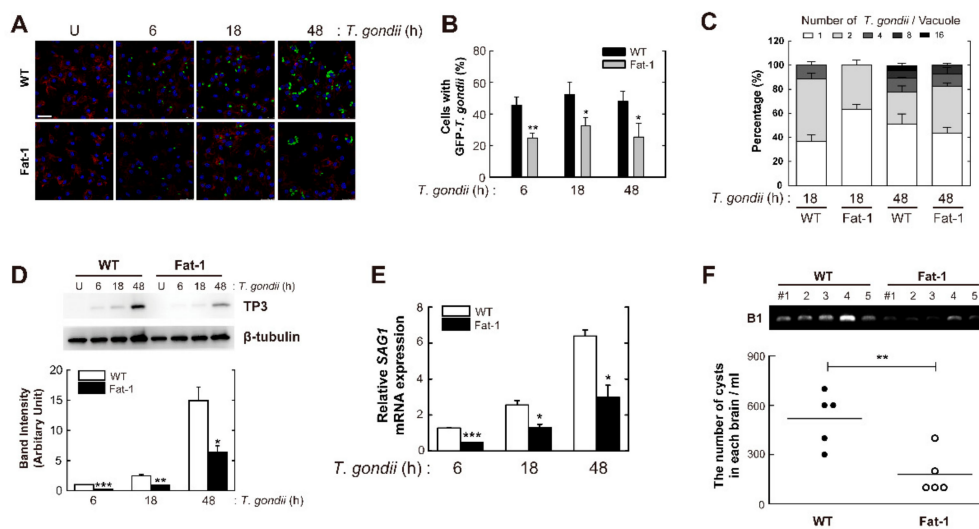 A
U 6 18 48 : T. gondii (h)
WT
Fat-1
B
Cells with
GFP-T. gondii (%)
80
60
40
20
0
WT
Fat-1
**
*
*
T. gondii (h) : 6 18 48
C
Number of T. gondii / Vacuole
1 2 4 8 16
Percentage (%)
120
100
80
60
40
20
0
T. gondii (h) : 18 18 48 48
WT Fat-1 WT Fat-1
D
WT Fat-1
U 6 18 48 U 6 18 48 : T. gondii (h)
TP3
β-tubulin
Band Intensity
(Arbitary Unit)
20
15
10
5
0
WT
Fat-1
***
**
*
6 18 48 : T. gondii (h)
E
Relative SAG1
mRNA expression
8
6
4
2
0
WT
Fat-1
***
*
*
T. gondii (h) : 6 18 48
F
WT Fat-1
#1 2 3 4 5 #1 2 3 4 5
B1
The number of cysts
in each brain / ml
900
600
300
0
**
WT Fat-1